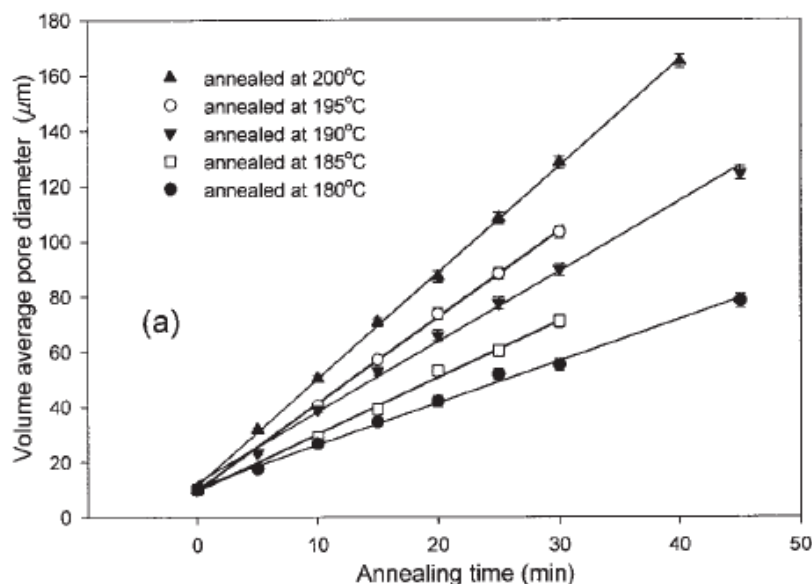 180
160
140
120
100
80
60
40
20
0
Volume average pore diameter (μm)
annealed at 200°C
annealed at 195°C
annealed at 190°C
annealed at 185°C
annealed at 180°C
(a)
0 10 20 30 40 50
Annealing time (min)